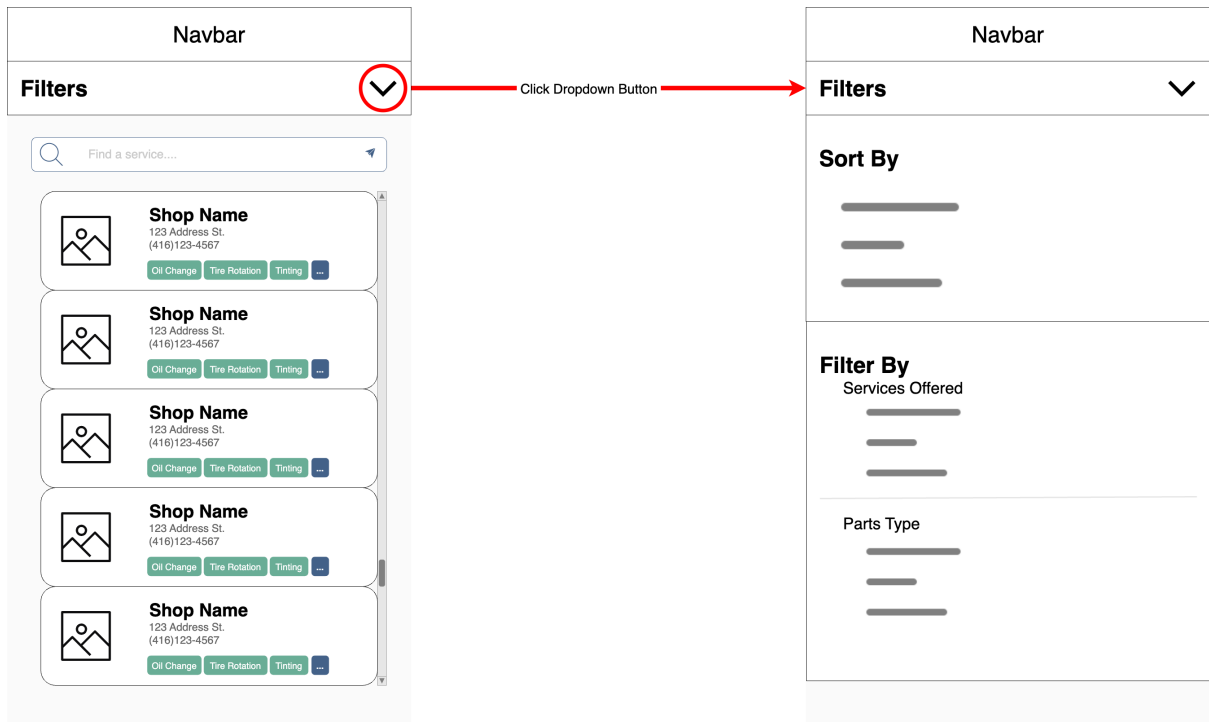 Navbar
Filters
Find a service....
Shop Name
123 Address St.
(416)123-4567
Oil Change Tire Rotation Tinting ...
Shop Name
123 Address St.
(416)123-4567
Oil Change Tire Rotation Tinting ...
Shop Name
123 Address St.
(416)123-4567
Oil Change Tire Rotation Tinting ...
Shop Name
123 Address St.
(416)123-4567
Oil Change Tire Rotation Tinting ...
Shop Name
123 Address St.
(416)123-4567
Oil Change Tire Rotation Tinting ...
Click Dropdown Button
Navbar
Filters
Sort By
Filter By
Services Offered
Parts Type